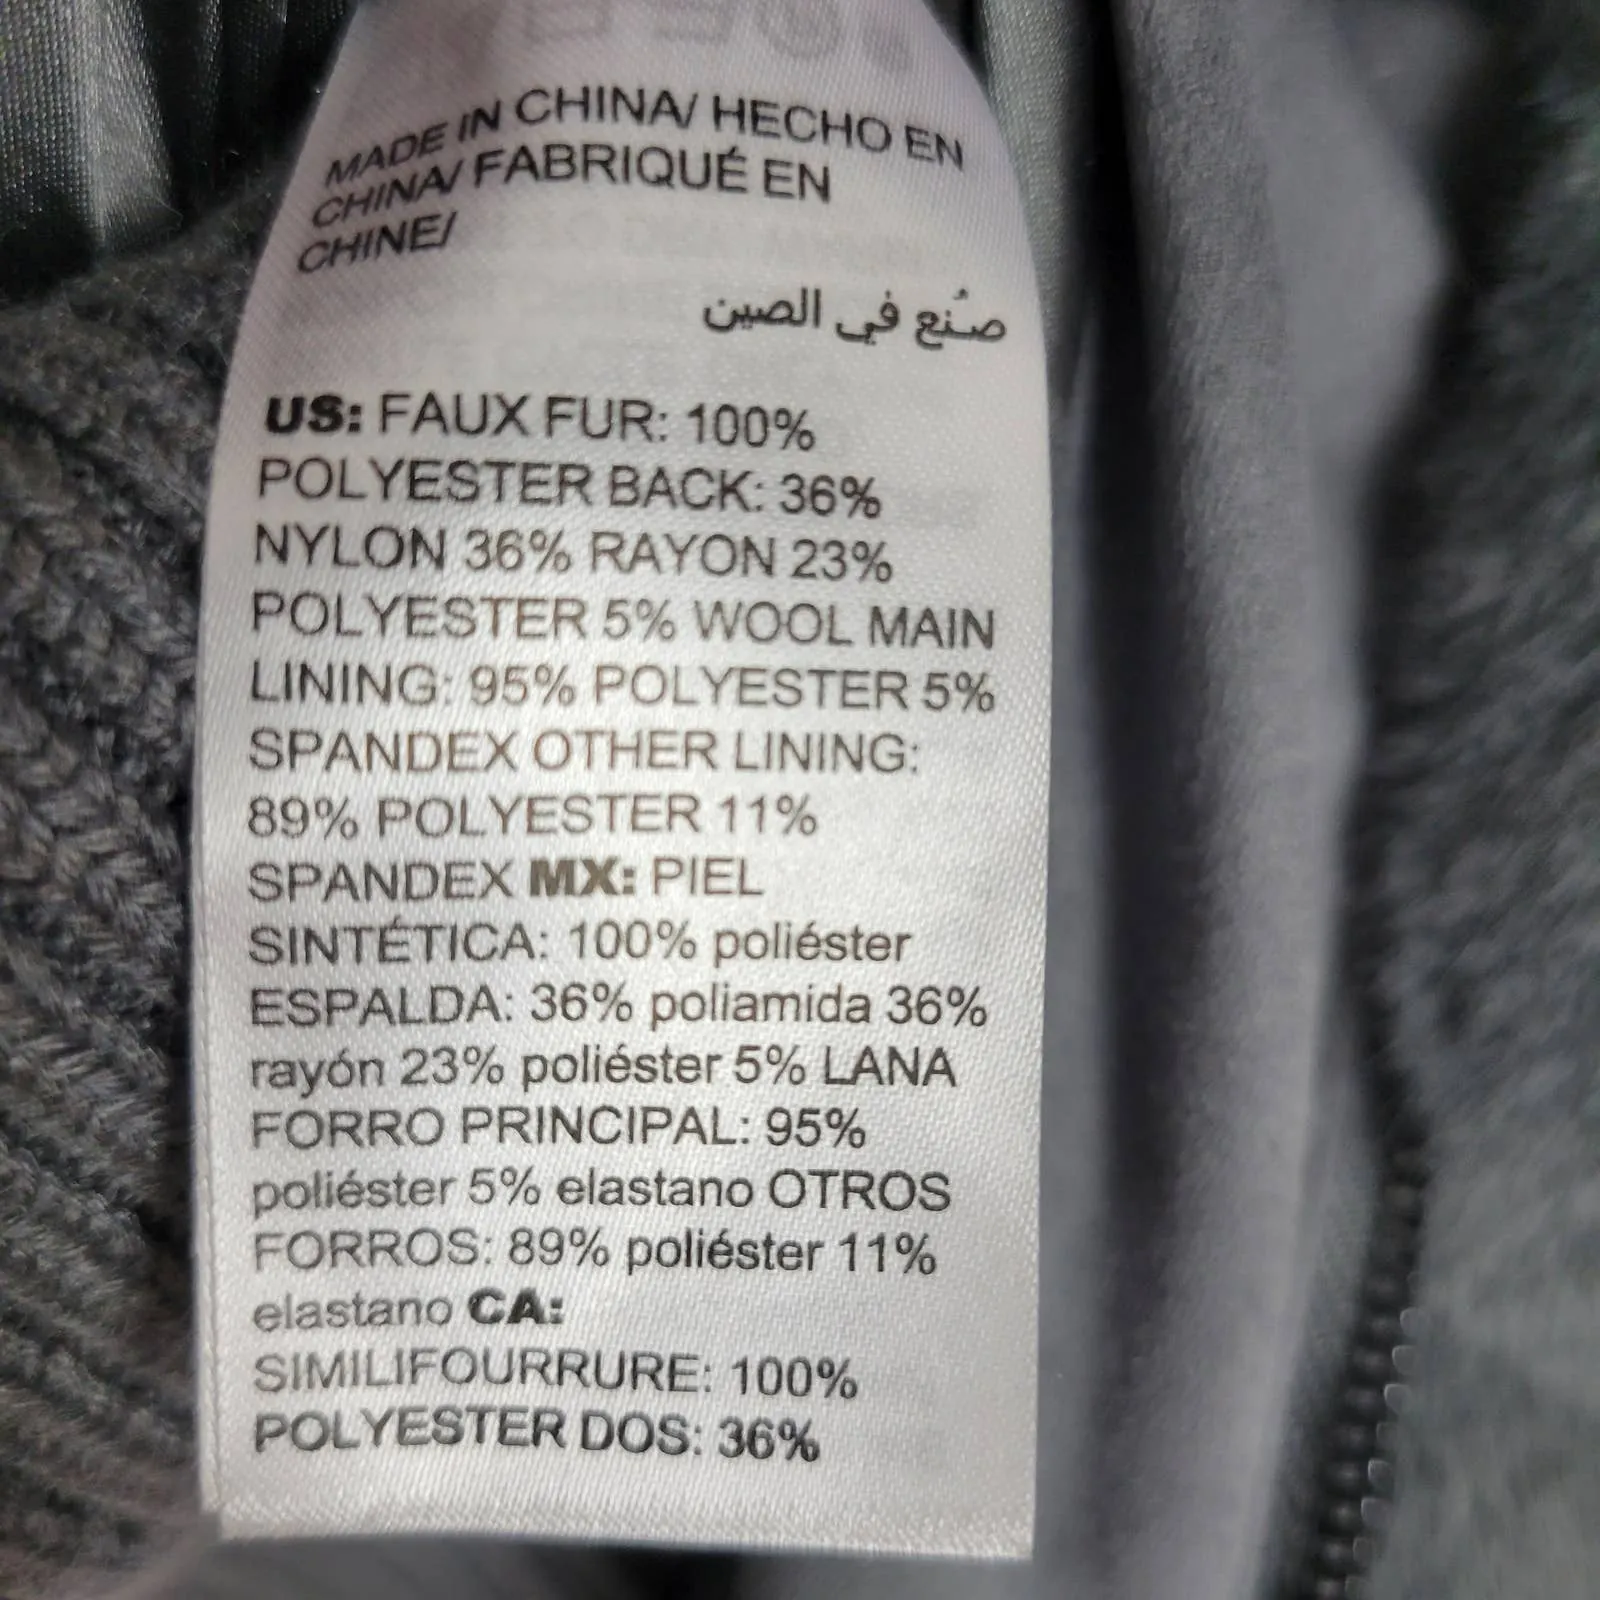 MADE IN CHINA/ HECHO EN
CHINA/ FABRIQUÉ EN
CHINE/
صُنع في الصين
US: FAUX FUR: 100%
POLYESTER BACK: 36%
NYLON 36% RAYON 23%
POLYESTER 5% WOOL MAIN
LINING: 95% POLYESTER 5%
SPANDEX OTHER LINING:
89% POLYESTER 11%
SPANDEX MX: PIEL
SINTÉTICA: 100% poliéster
ESPALDA: 36% poliamida 36%
rayón 23% poliéster 5% LANA
FORRO PRINCIPAL: 95%
poliéster 5% elastano OTROS
FORROS: 89% poliéster 11%
elastano CA:
SIMILIFOURRURE: 100%
POLYESTER DOS: 36%